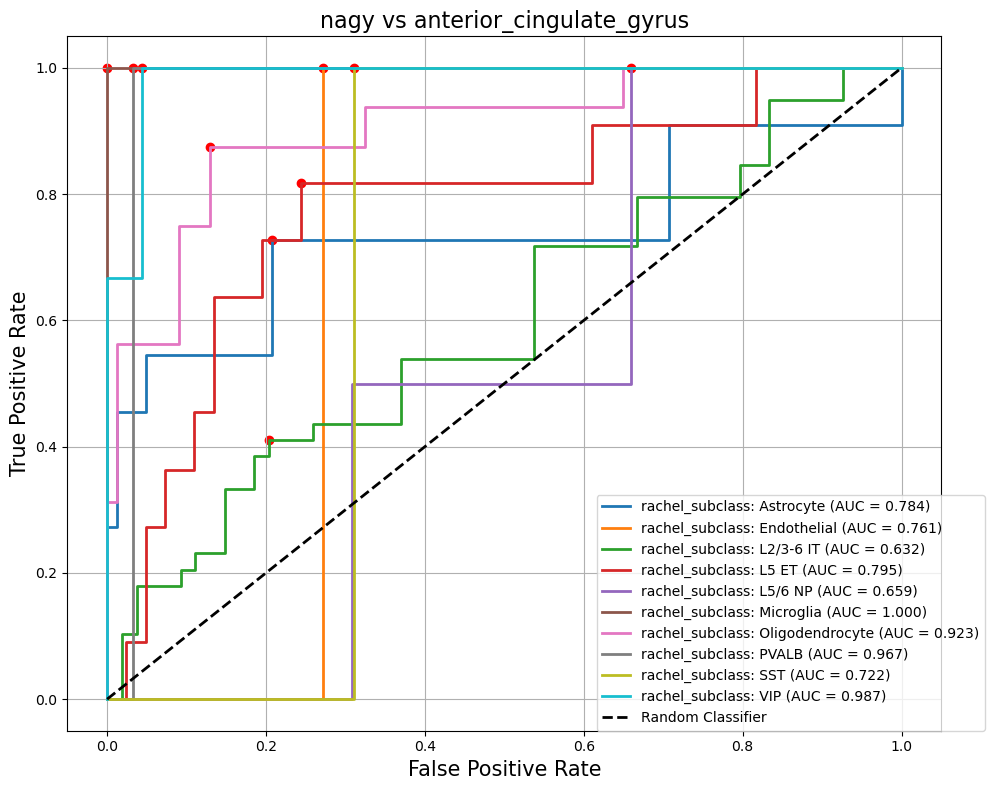 nagy vs anterior_cingulate_gyrus
True Positive Rate
1.0
0.8
0.6
0.4
0.2
0.0
rachel_subclass: Astrocyte (AUC = 0.784)
rachel_subclass: Endothelial (AUC = 0.761)
rachel_subclass: L2/3-6 IT (AUC = 0.632)
rachel_subclass: L5 ET (AUC = 0.795)
rachel_subclass: L5/6 NP (AUC = 0.659)
rachel_subclass: Microglia (AUC = 1.000)
rachel_subclass: Oligodendrocyte (AUC = 0.923)
rachel_subclass: PVALB (AUC = 0.967)
rachel_subclass: SST (AUC = 0.722)
rachel_subclass: VIP (AUC = 0.987)
Random Classifier
0.0 0.2 0.4 0.6 0.8 1.0
False Positive Rate